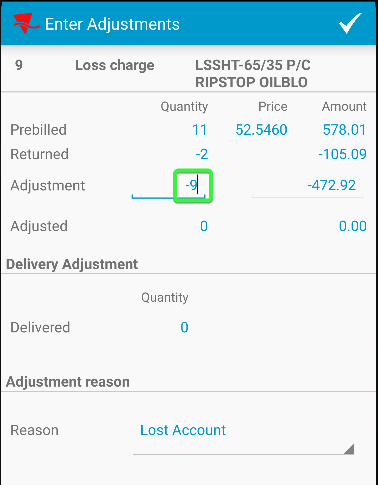 Enter Adjustments
9 Loss charge LSSHT-65/35 P/C
RIPSTOP OILBLO
Quantity Price Amount
Prebilled 11 52.5460 578.01
Returned -2 -105.09
Adjustment -9 -472.92
Adjusted 0 0.00
Delivery Adjustment
Quantity
Delivered 0
Adjustment reason
Reason Lost Account